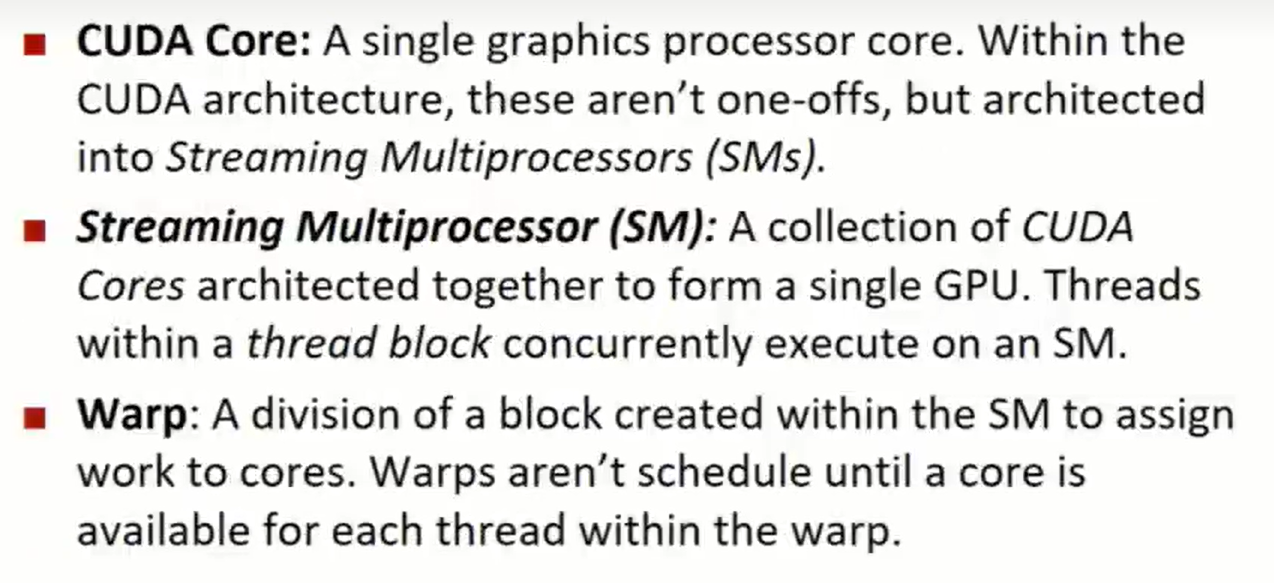 CUDA Core: A single graphics processor core. Within the
CUDA architecture, these aren’t one-offs, but architected
into Streaming Multiprocessors (SMs).
Streaming Multiprocessor (SM): A collection of CUDA
Cores architected together to form a single GPU. Threads
within a thread block concurrently execute on an SM.
Warp: A division of a block created within the SM to assign
work to cores. Warps aren’t schedule until a core is
available for each thread within the warp.